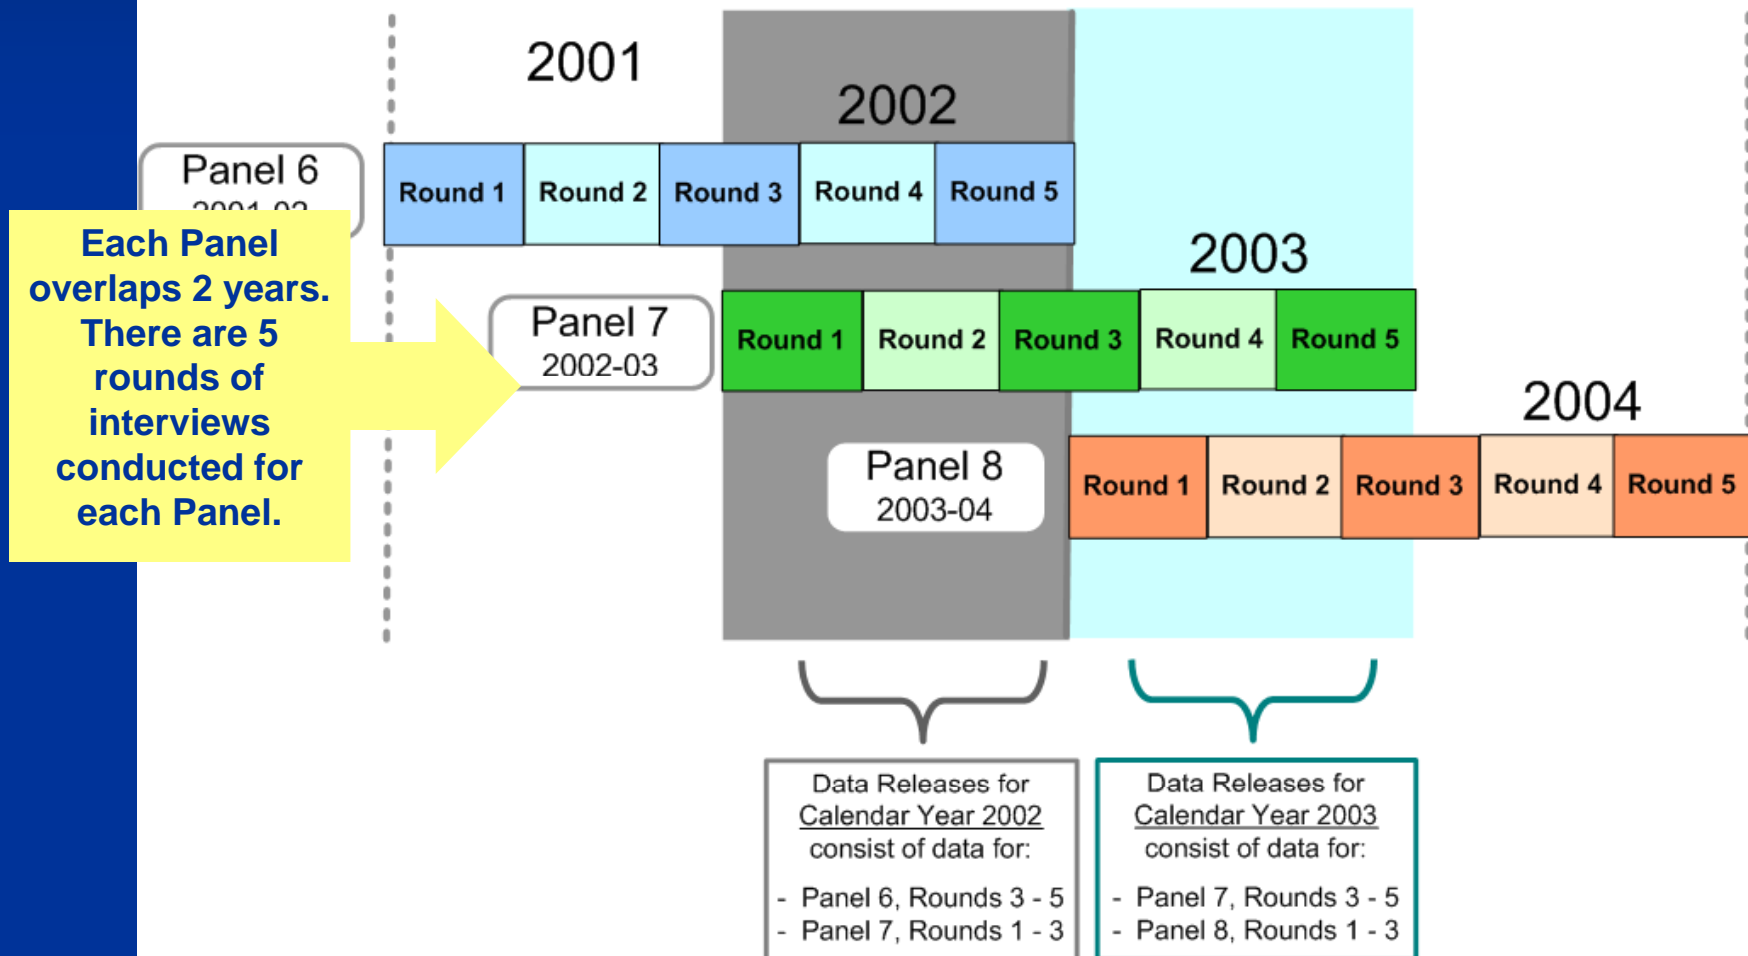 2001
2002
Panel 6
Round 1 Round 2 Round 3 Round 4 Round 5
Each Panel
overlaps 2 years.
There are 5
rounds of
interviews
conducted for
each Panel.
2003
Panel 7
2002-03
Round 1 Round 2 Round 3 Round 4 Round 5
2004
Panel 8
2003-04
Round 1 Round 2 Round 3 Round 4 Round 5
Data Releases for
Calendar Year 2002
consist of data for:
- Panel 6, Rounds 3 - 5
- Panel 7, Rounds 1 - 3
Data Releases for
Calendar Year 2003
consist of data for:
- Panel 7, Rounds 3 - 5
- Panel 8, Rounds 1 - 3